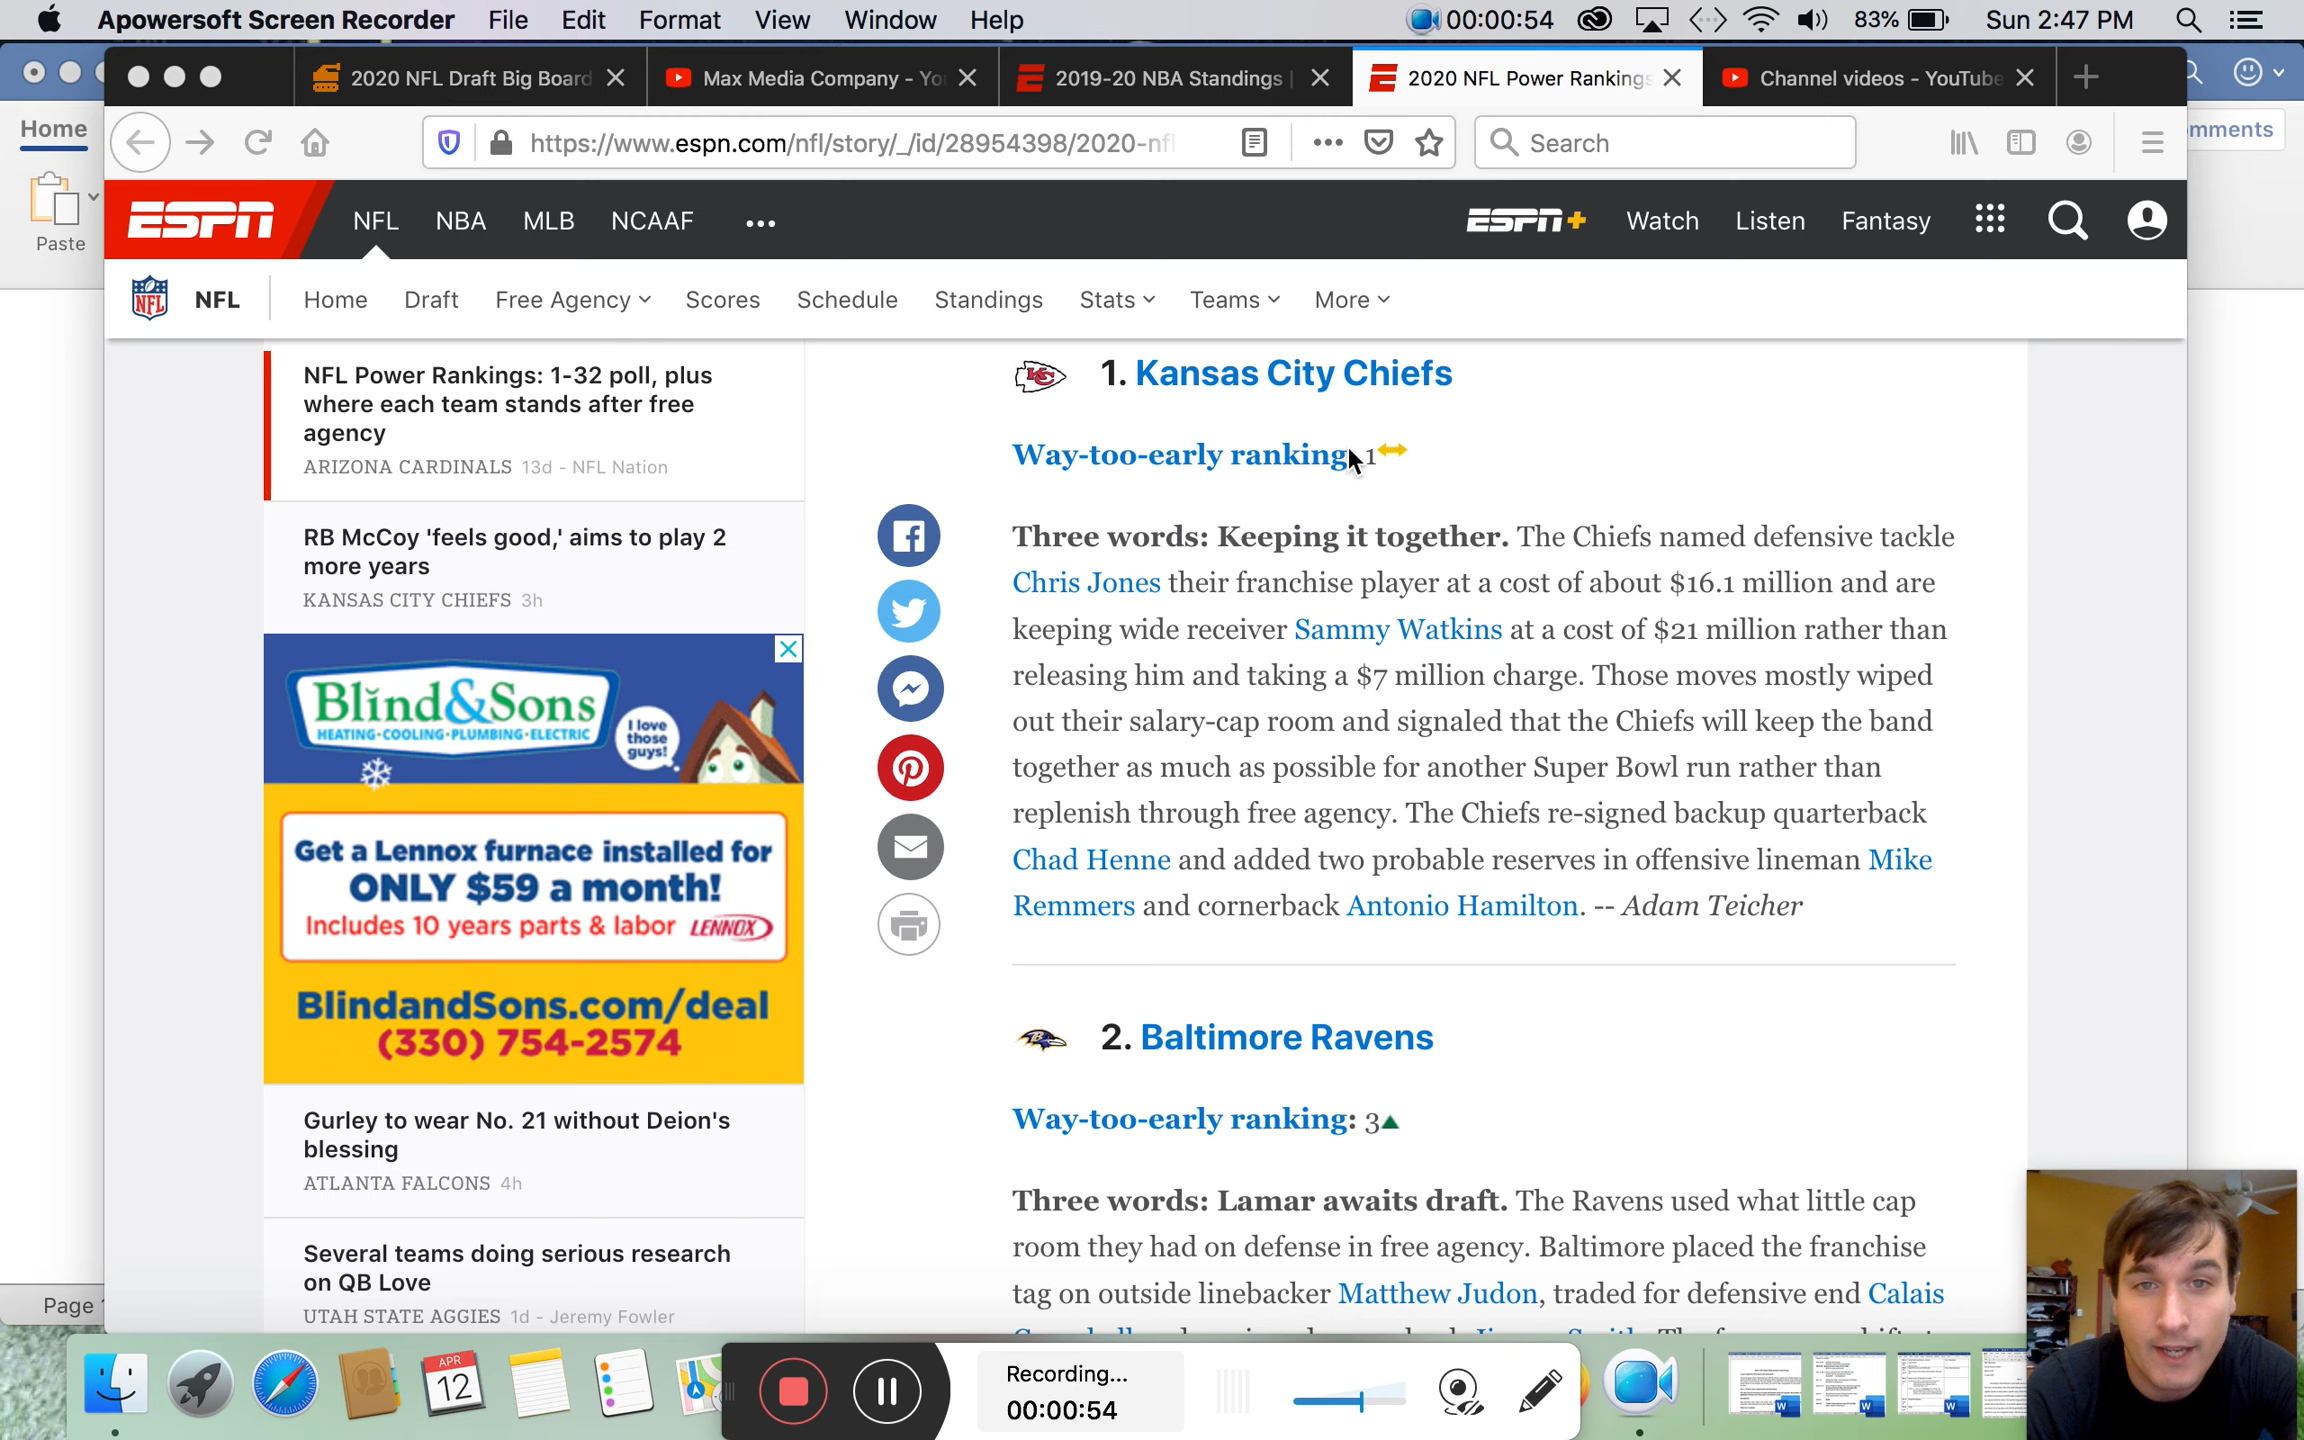 Apowersoft Screen Recorder File Edit Format View Window Help 00:00:54 83% Sun 2:47 PM
2020 NFL Draft Big Board Max Media Company - Yo 2019-20 NBA Standings | 2020 NFL Power Rankings Channel videos - YouTube
Home
mments
https://www.espn.com/nfl/story/_/id/28954398/2020-nfl
Search
Paste
ESPN NFL NBA MLB NCAAF ••• ESPN+ Watch Listen Fantasy
NFL Home Draft Free Agency Scores Schedule Standings Stats Teams More
NFL Power Rankings: 1-32 poll, plus
where each team stands after free
agency
ARIZONA CARDINALS 13d - NFL Nation
RB McCoy 'feels good,' aims to play 2
more years
KANSAS CITY CHIEFS 3h
Blind&Sons
HEATING·COOLING·PLUMBING·ELECTRIC
I love
those
guys!
Get a Lennox furnace installed for
ONLY $59 a month!
Includes 10 years parts & labor LENNOX
BlindandSons.com/deal
(330) 754-2574
Gurley to wear No. 21 without Deion's
blessing
ATLANTA FALCONS 4h
Several teams doing serious research
on QB Love
UTAH STATE AGGIES 1d - Jeremy Fowler
1. Kansas City Chiefs
Way-too-early ranking: 1
Three words: Keeping it together. The Chiefs named defensive tackle
Chris Jones their franchise player at a cost of about $16.1 million and are
keeping wide receiver Sammy Watkins at a cost of $21 million rather than
releasing him and taking a $7 million charge. Those moves mostly wiped
out their salary-cap room and signaled that the Chiefs will keep the band
together as much as possible for another Super Bowl run rather than
replenish through free agency. The Chiefs re-signed backup quarterback
Chad Henne and added two probable reserves in offensive lineman Mike
Remmers and cornerback Antonio Hamilton. -- Adam Teicher
2. Baltimore Ravens
Way-too-early ranking: 3
Three words: Lamar awaits draft. The Ravens used what little cap
room they had on defense in free agency. Baltimore placed the franchise
tag on outside linebacker Matthew Judon, traded for defensive end Calais
Page
APR
12
Recording...
00:00:54